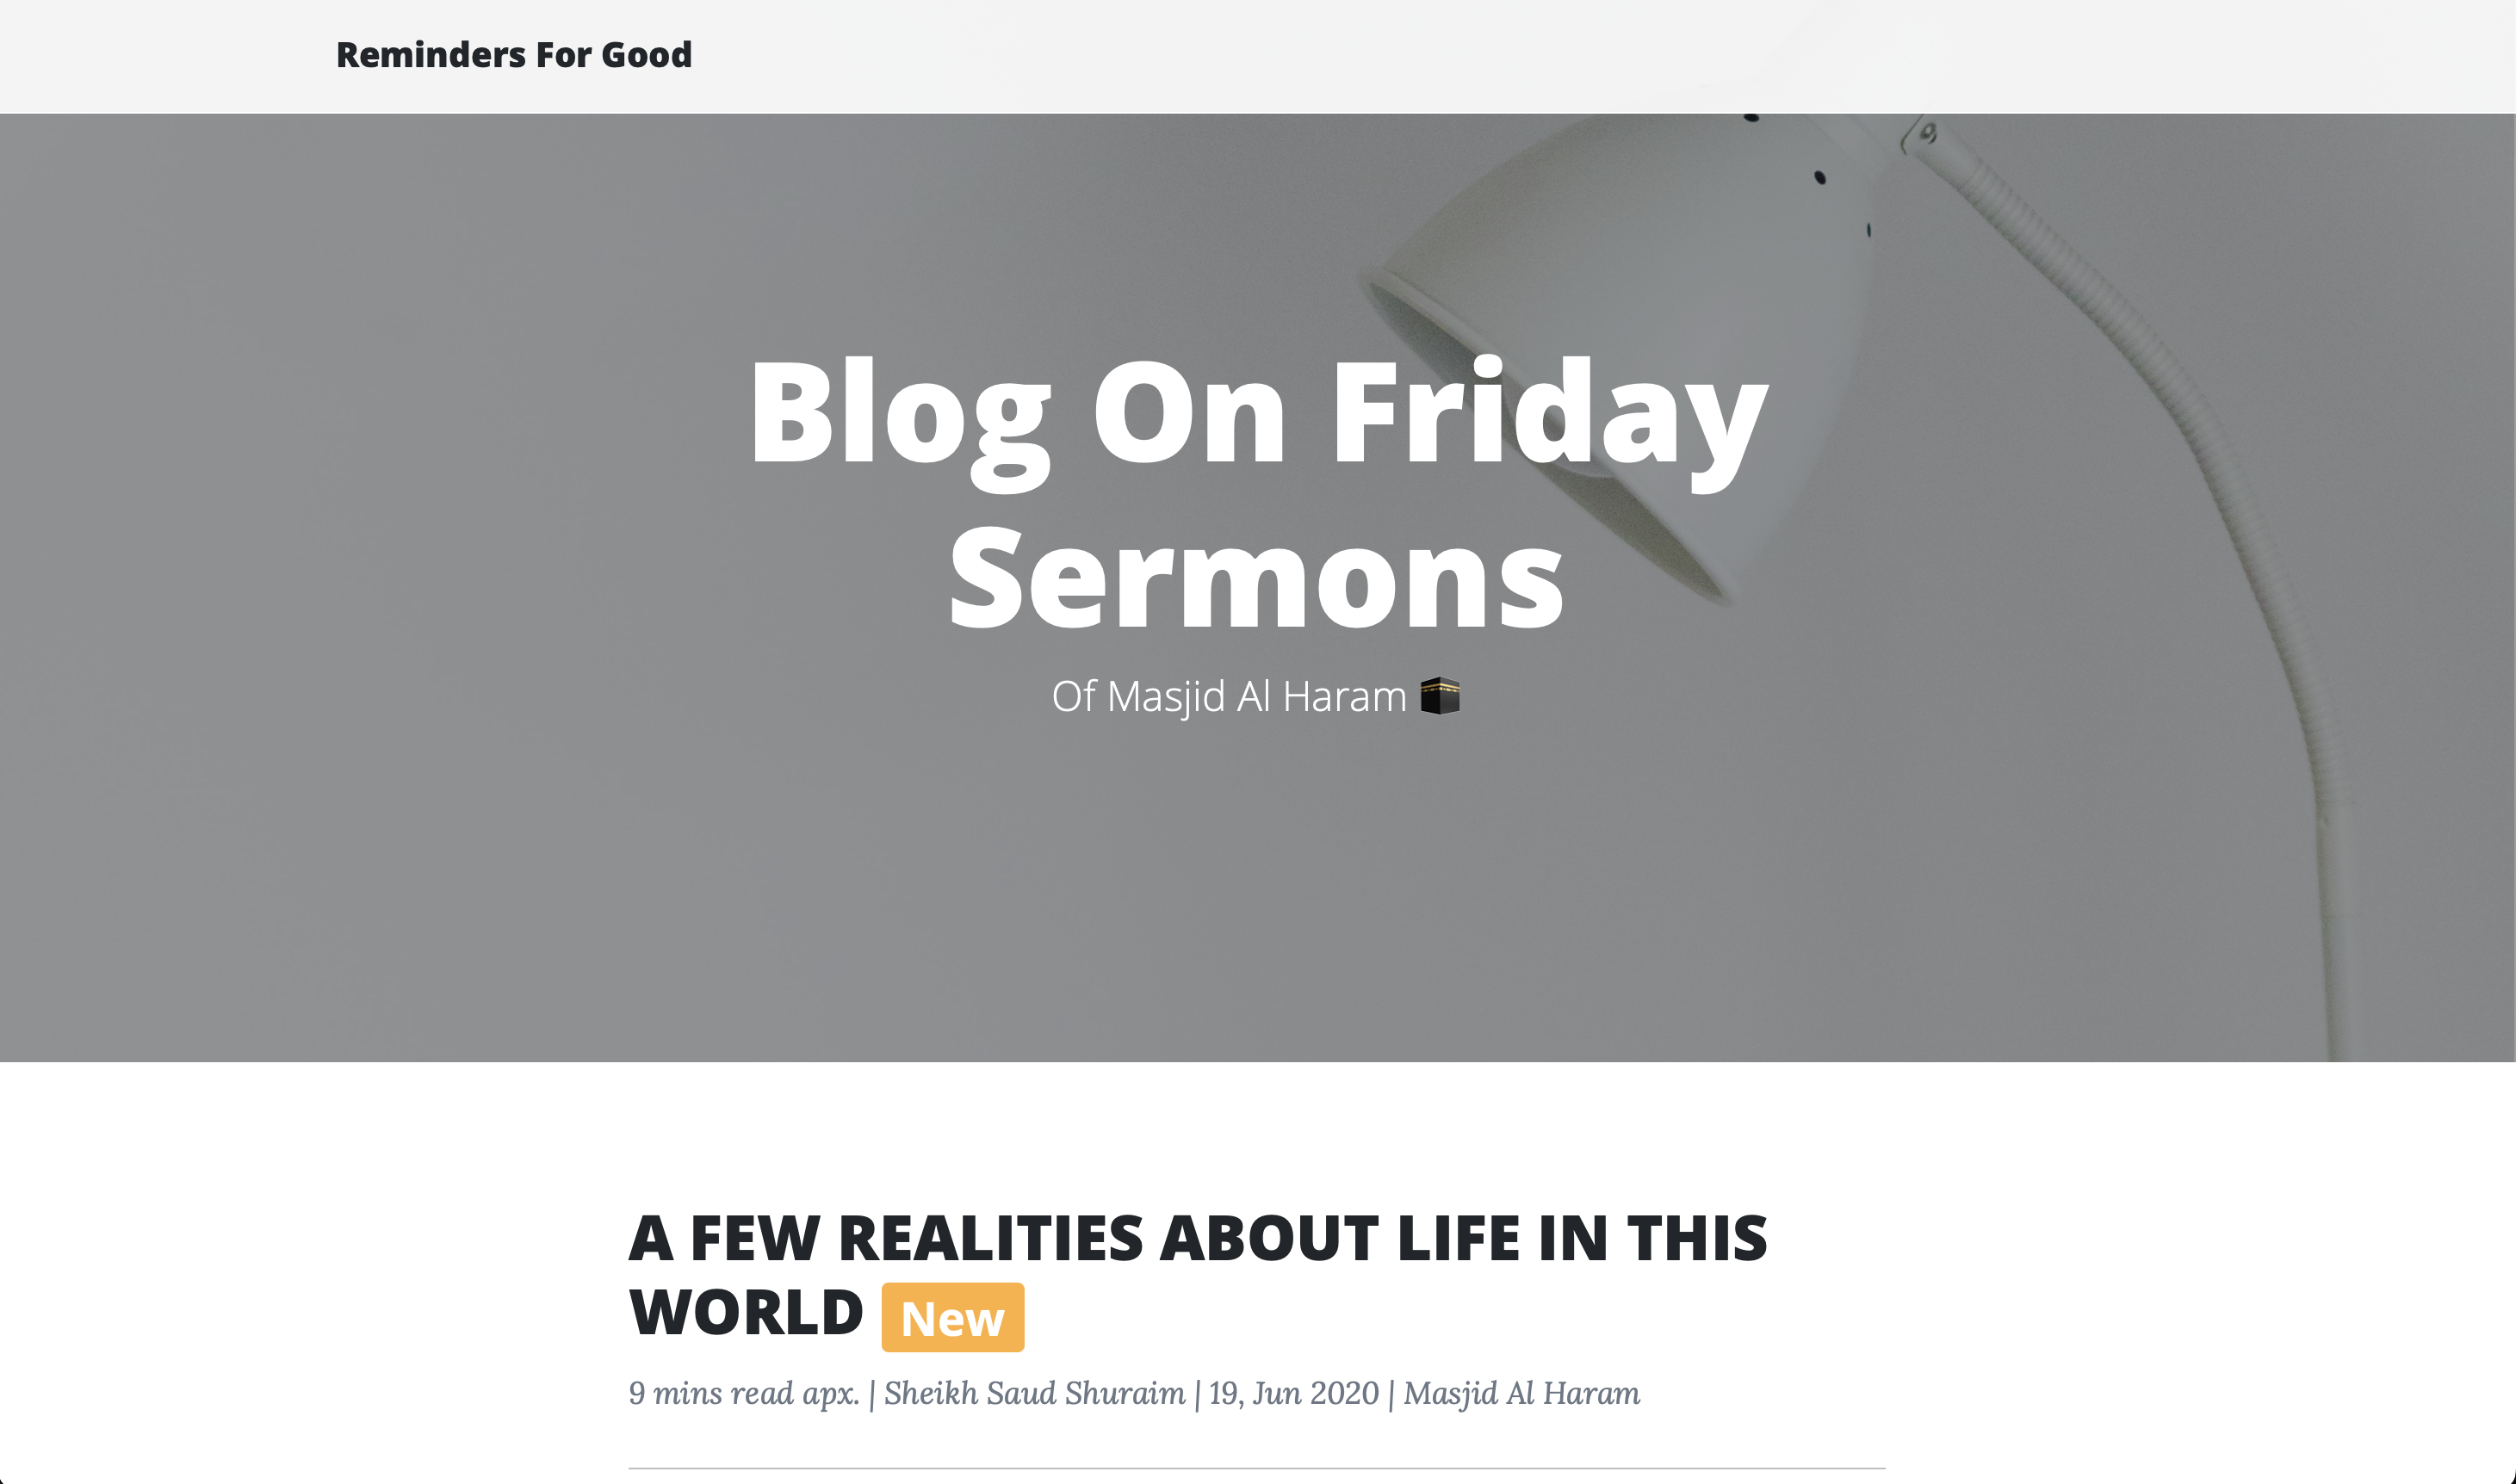 Reminders For Good
Blog On Friday
Sermons
Of Masjid Al Haram 🕋
A FEW REALITIES ABOUT LIFE IN THIS
WORLD New
9 mins read apx. | Sheikh Saud Shuraim | 19, Jun 2020 | Masjid Al Haram